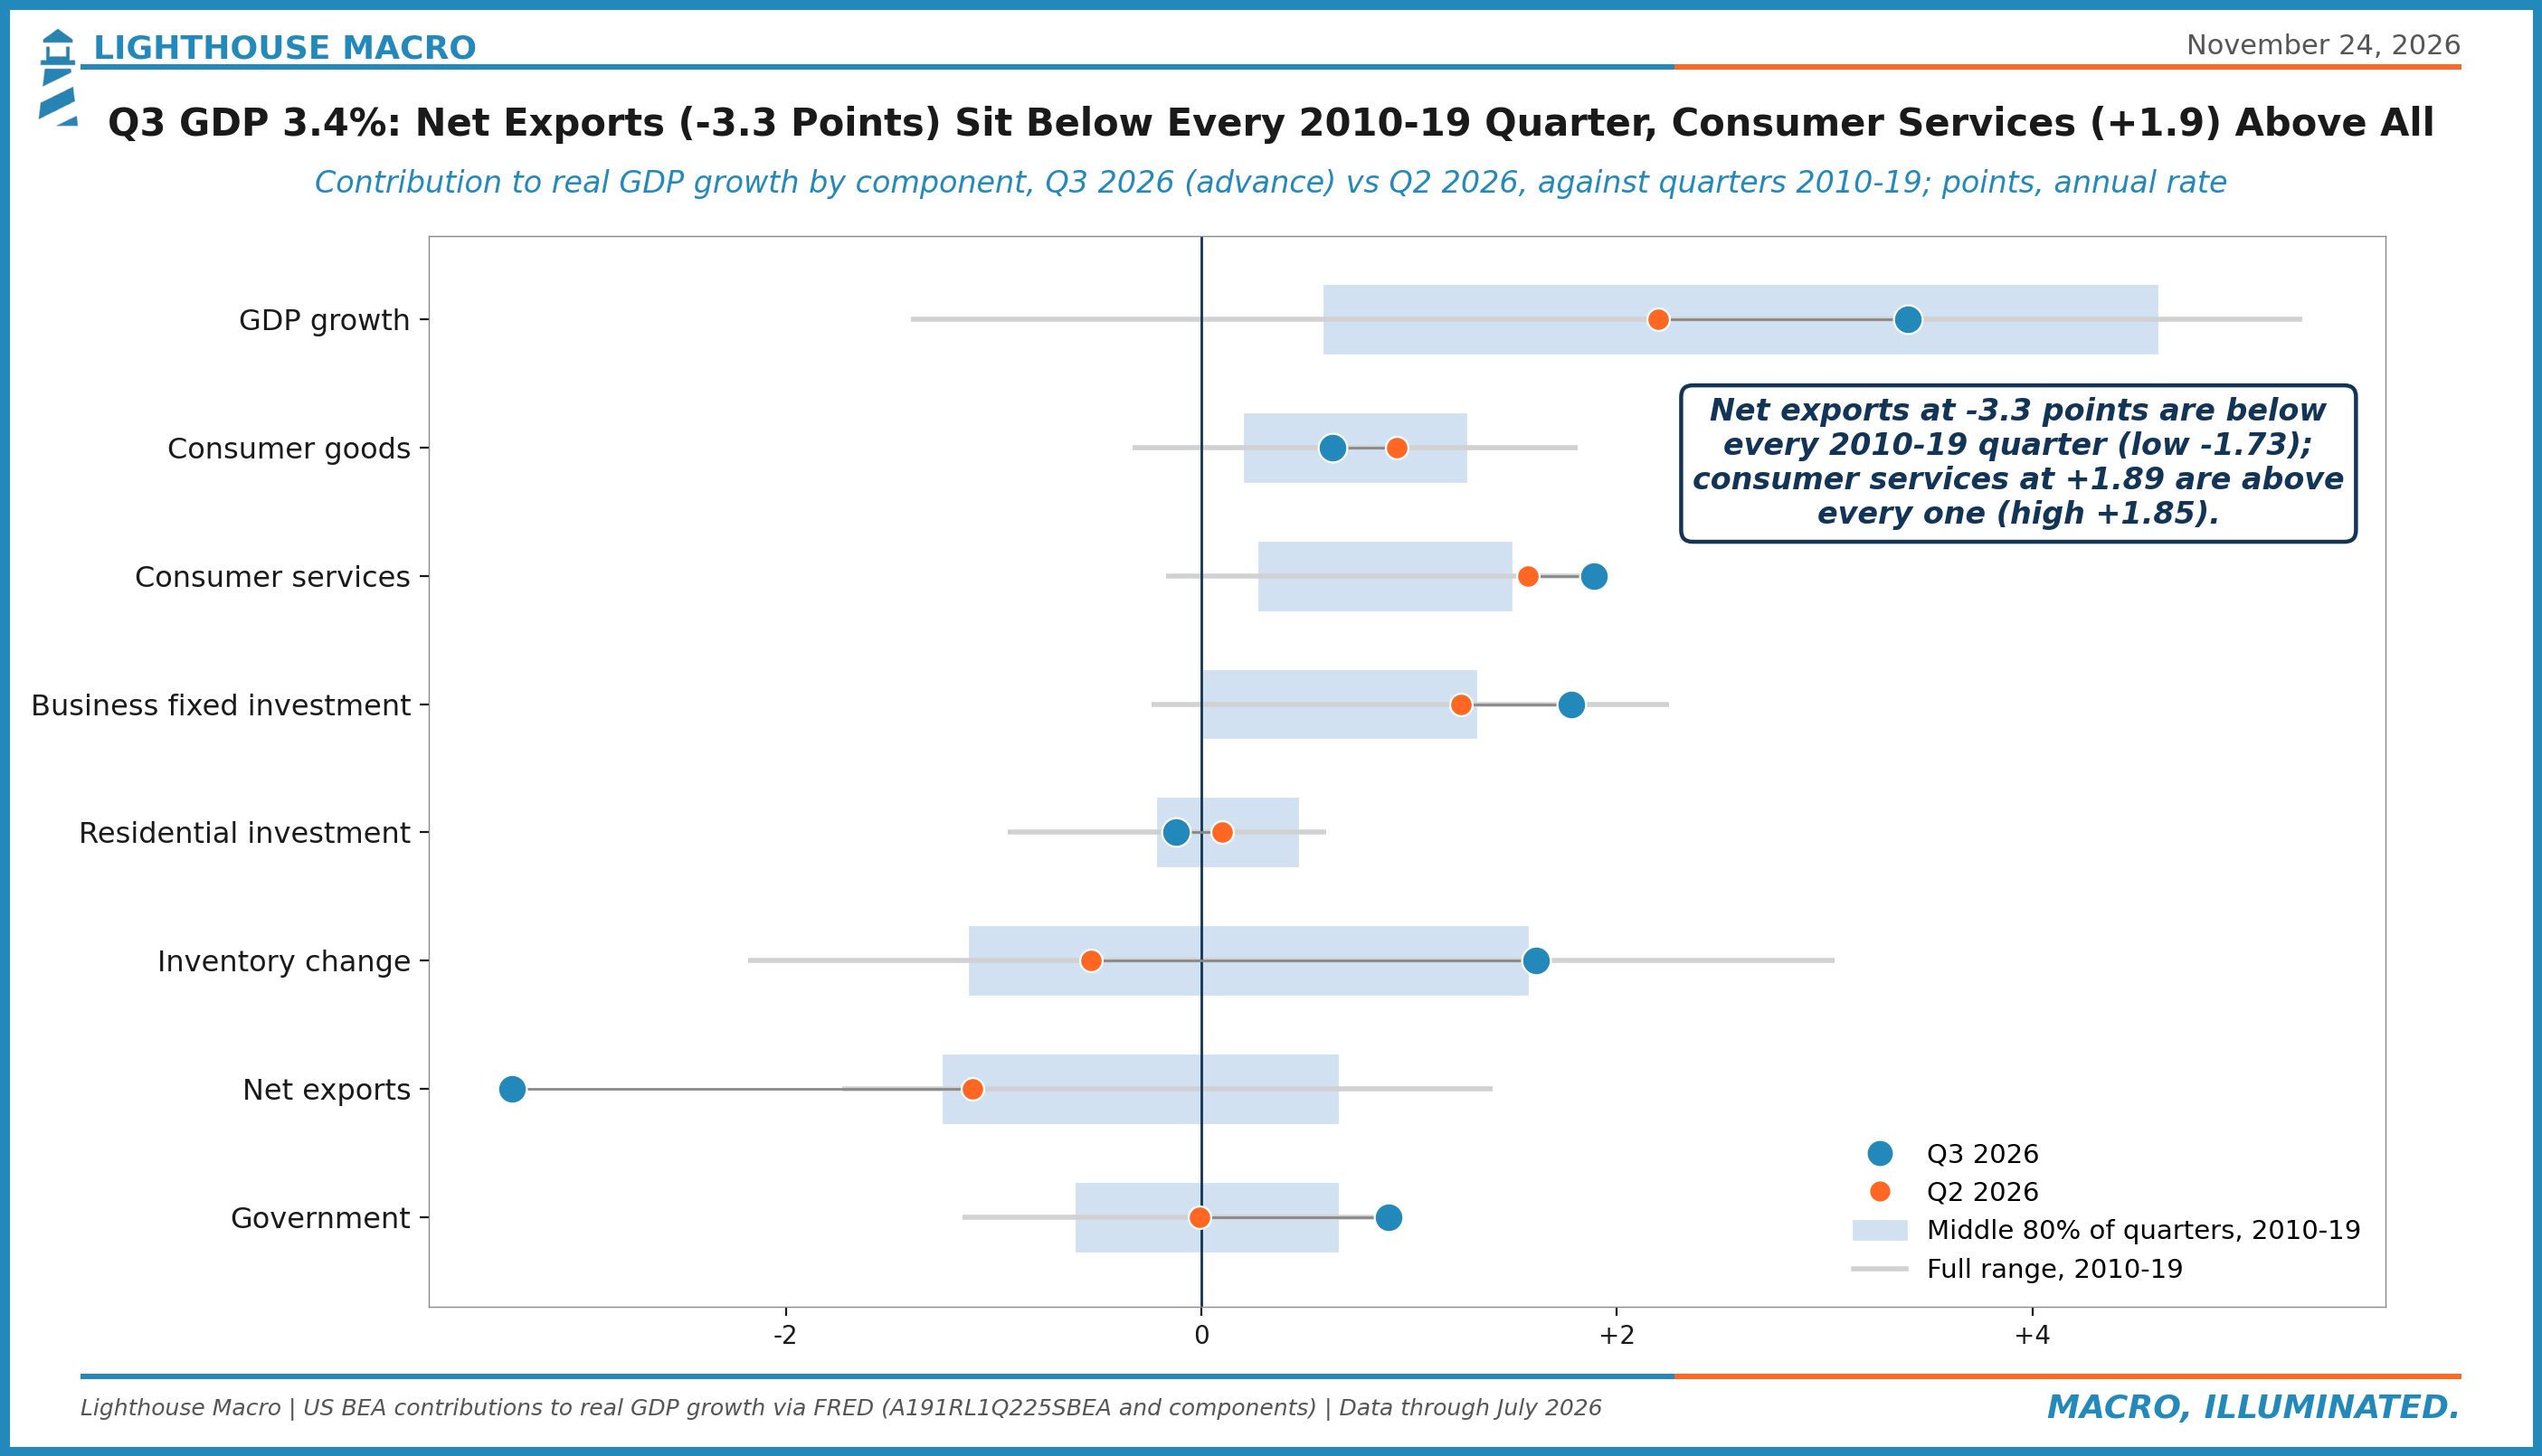 LIGHTHOUSE MACRO
November 24, 2026
Q3 GDP 3.4%: Net Exports (-3.3 Points) Sit Below Every 2010-19 Quarter, Consumer Services (+1.9) Above All
Contribution to real GDP growth by component, Q3 2026 (advance) vs Q2 2026, against quarters 2010-19; points, annual rate
GDP growth
Consumer goods
Consumer services
Business fixed investment
Residential investment
Inventory change
Net exports
Government
Net exports at -3.3 points are below
every 2010-19 quarter (low -1.73);
consumer services at +1.89 are above
every one (high +1.85).
Q3 2026
Q2 2026
Middle 80% of quarters, 2010-19
Full range, 2010-19
-2
0
+2
+4
Lighthouse Macro | US BEA contributions to real GDP growth via FRED (A191RL1Q225SBEA and components) | Data through July 2026
MACRO, ILLUMINATED.